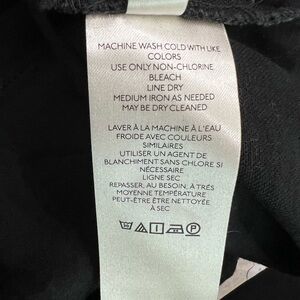 MACHINE WASH COLD WITH LIKE
COLORS
USE ONLY NON-CHLORINE
BLEACH
LINE DRY
MEDIUM IRON AS NEEDED
MAY BE DRY CLEANED
LAVER À LA MACHINE À L'EAU
FROIDE AVEC COULEURS
SIMILAIRES
UTILISER UN AGENT DE
BLANCHIMENT SANS CHLORE SI
NÉCESSAIRE
LIGNE SEC
REPASSER, AU BESOIN, À TRÉS
MOYENNE TEMPÉRATURE
PEUT-ÊTRE ÊTRE NETTOYÉE
À SEC